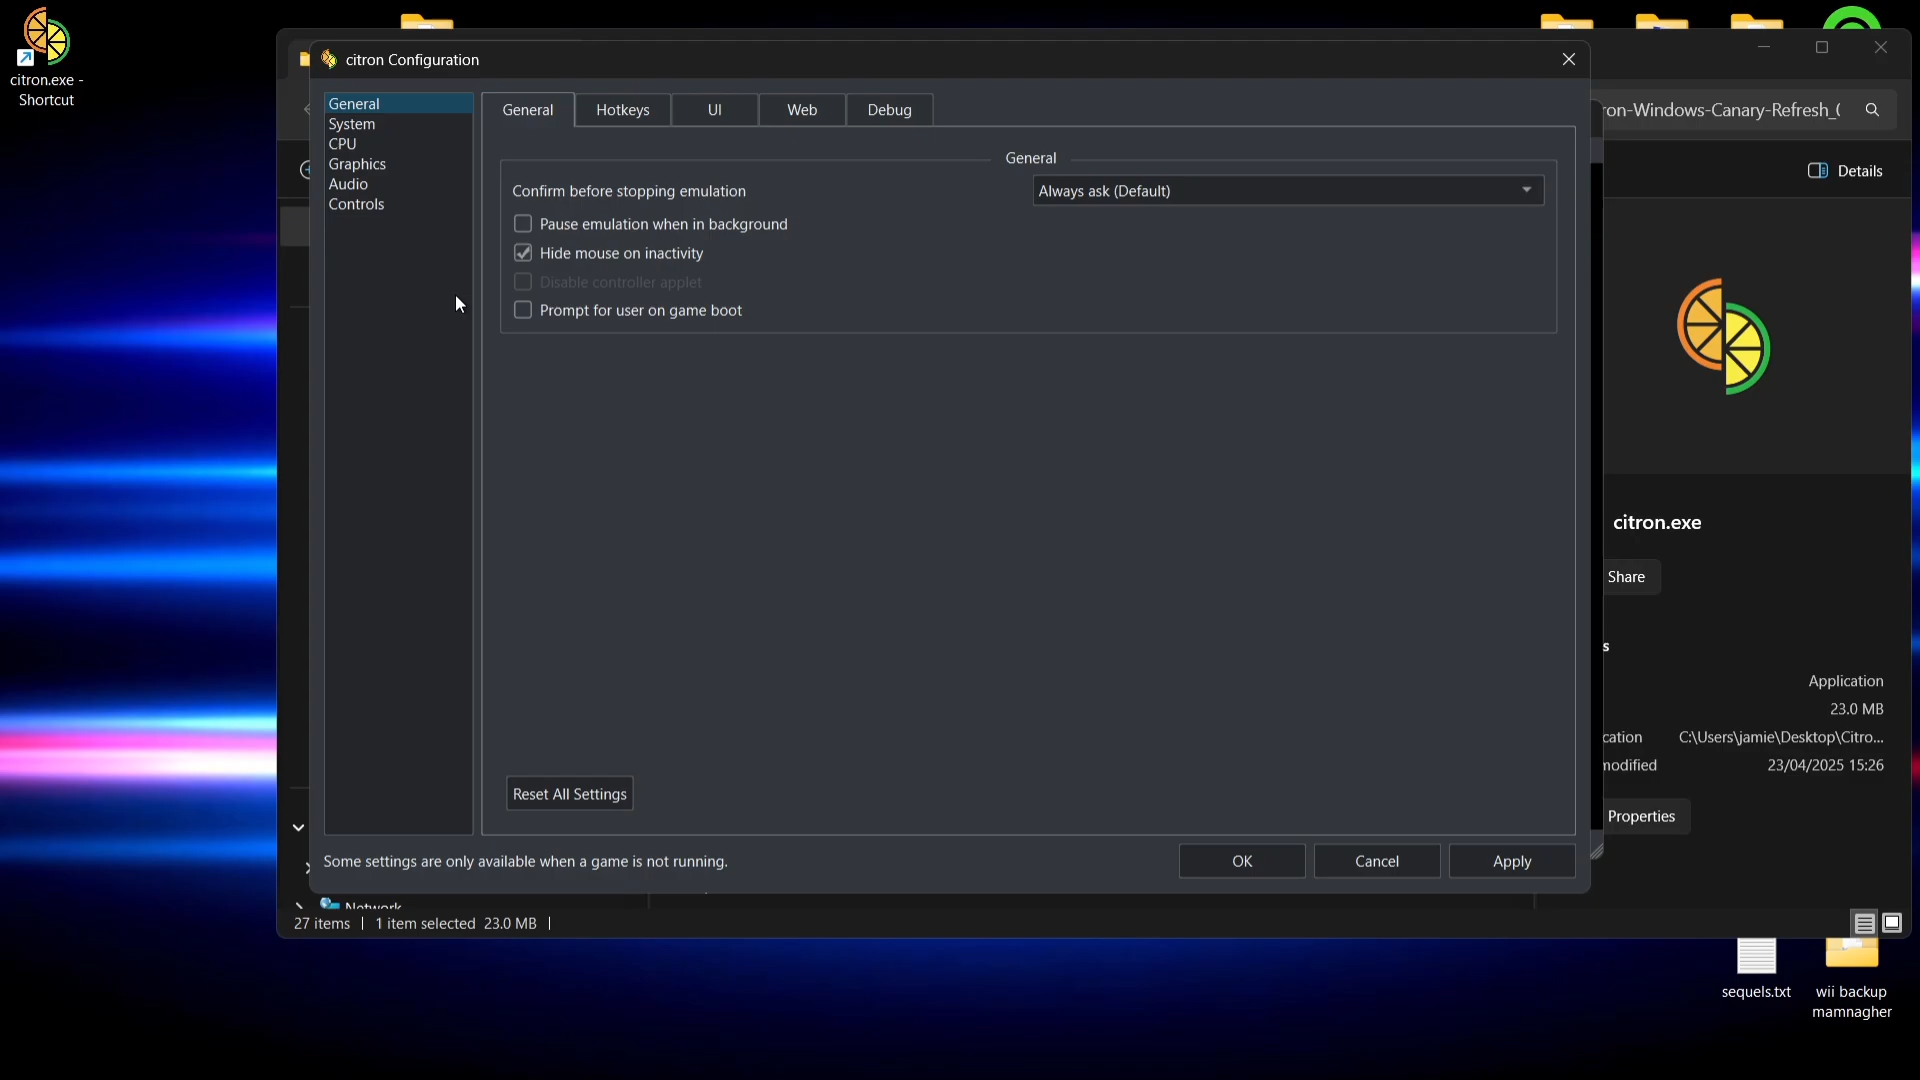 citron.exe -
Shortcut
citron Configuration
General
System
CPU
Graphics
Audio
Controls
General
Hotkeys
UI
Web
Debug
General
Confirm before stopping emulation
Always ask (Default)
Pause emulation when in background
Hide mouse on inactivity
Disable controller applet
Prompt for user on game boot
Reset All Settings
Some settings are only available when a game is not running.
OK
Cancel
Apply
ron-Windows-Canary-Refresh_(
Details
citron.exe
Share
s
Application
23.0 MB
cation
C:\Users\jamie\Desktop\Citro...
modified
23/04/2025 15:26
Properties
Network
27 items
1 item selected 23.0 MB
sequels.txt
wii backup
mamnagher